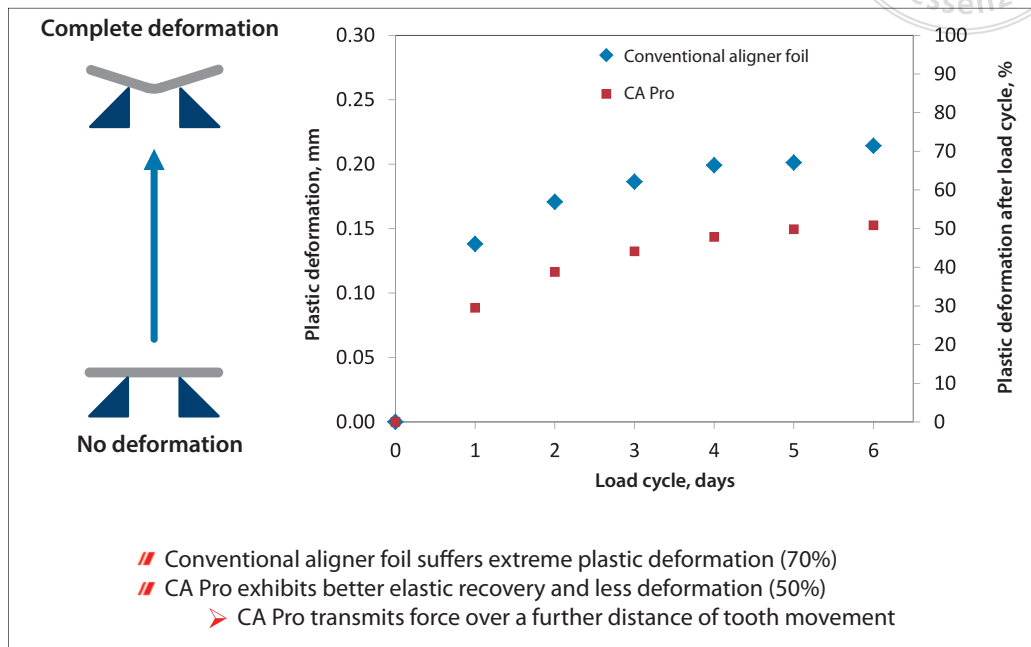 essenz
Complete deformation
No deformation
Plastic deformation, mm
0.30
0.25
0.20
0.15
0.10
0.05
0.00
Conventional aligner foil
CA Pro
100
90
80
70
60
50
40
30
20
10
0
Plastic deformation after load cycle, %
0 1 2 3 4 5 6
Load cycle, days
Conventional aligner foil suffers extreme plastic deformation (70%)
CA Pro exhibits better elastic recovery and less deformation (50%)
CA Pro transmits force over a further distance of tooth movement